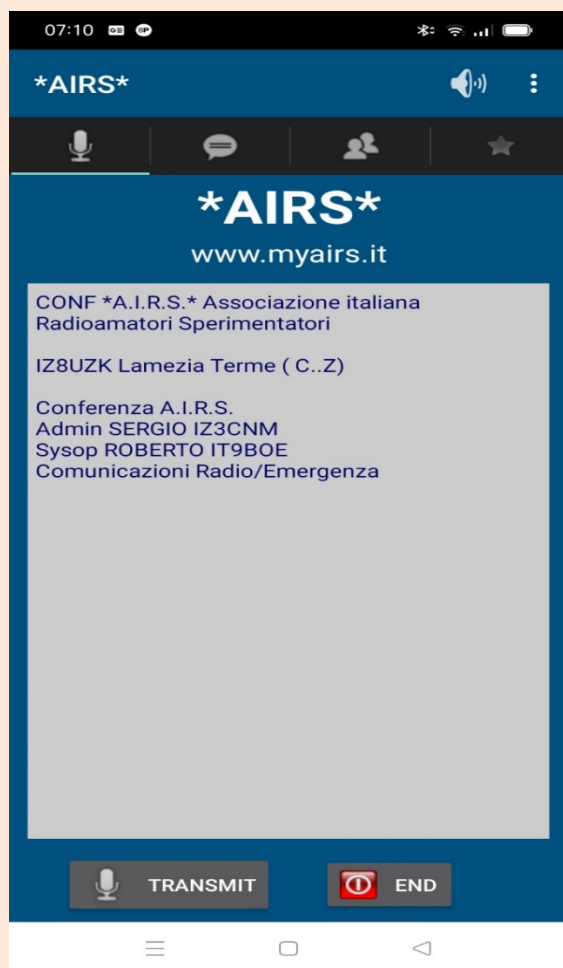 07:10
*AIRS*
*AIRS*
www.myairs.it
CONF *A.I.R.S.* Associazione italiana
Radioamatori Sperimentatori
IZ8UZK Lamezia Terme ( C..Z)
Conferenza A.I.R.S.
Admin SERGIO IZ3CNM
Sysop ROBERTO IT9BOE
Comunicazioni Radio/Emergenza
TRANSMIT
END